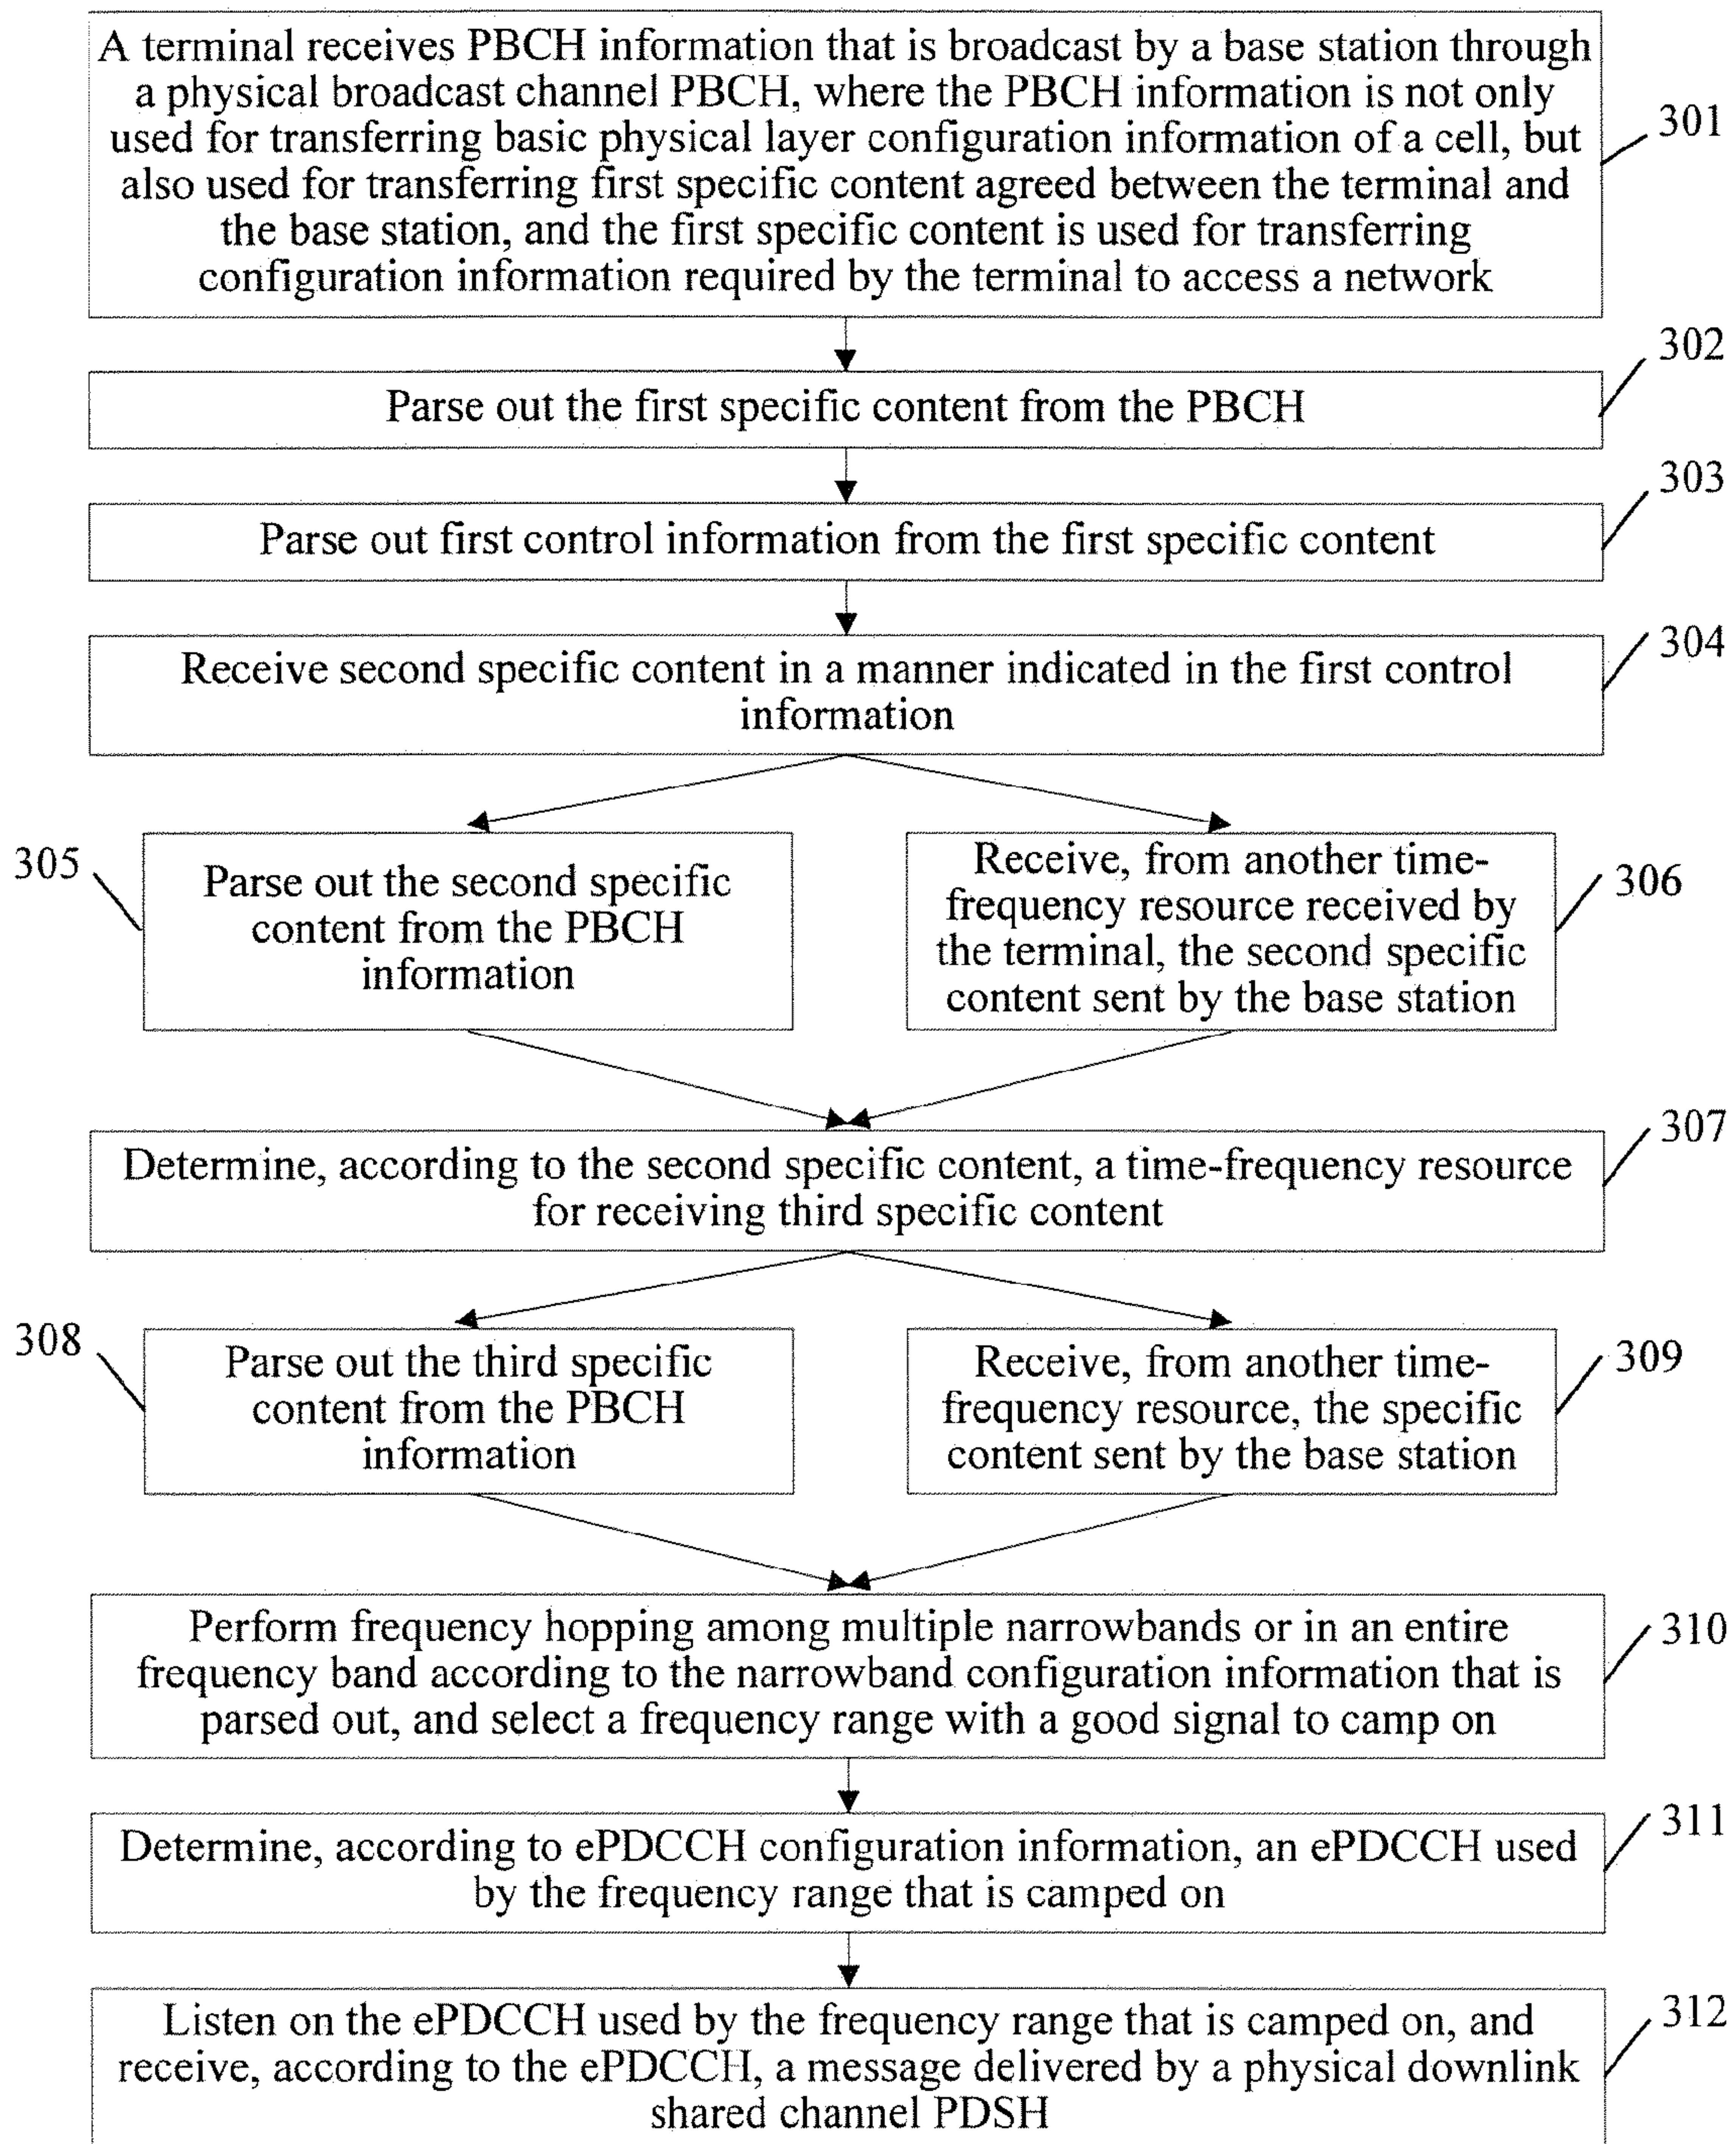 A terminal receives PBCH information that is broadcast by a base station through
a physical broadcast channel PBCH, where the PBCH information is not only
used for transferring basic physical layer configuration information of a cell, but
also used for transferring first specific content agreed between the terminal and
the base station, and the first specific content is used for transferring
configuration information required by the terminal to access a network
301
302
Parse out the first specific content from the PBCH
303
Parse out first control information from the first specific content
304
Receive second specific content in a manner indicated in the first control
information
305
Parse out the second specific
content from the PBCH
information
Receive, from another time-
frequency resource received by
the terminal, the second specific
content sent by the base station
306
307
Determine, according to the second specific content, a time-frequency resource
for receiving third specific content
308
Parse out the third specific
content from the PBCH
information
Receive, from another time-
frequency resource, the specific
content sent by the base station
309
Perform frequency hopping among multiple narrowbands or in an entire
frequency band according to the narrowband configuration information that is
parsed out, and select a frequency range with a good signal to camp on
310
311
Determine, according to ePDCCH configuration information, an ePDCCH used
by the frequency range that is camped on
312
Listen on the ePDCCH used by the frequency range that is camped on, and
receive, according to the ePDCCH, a message delivered by a physical downlink
shared channel PDSH